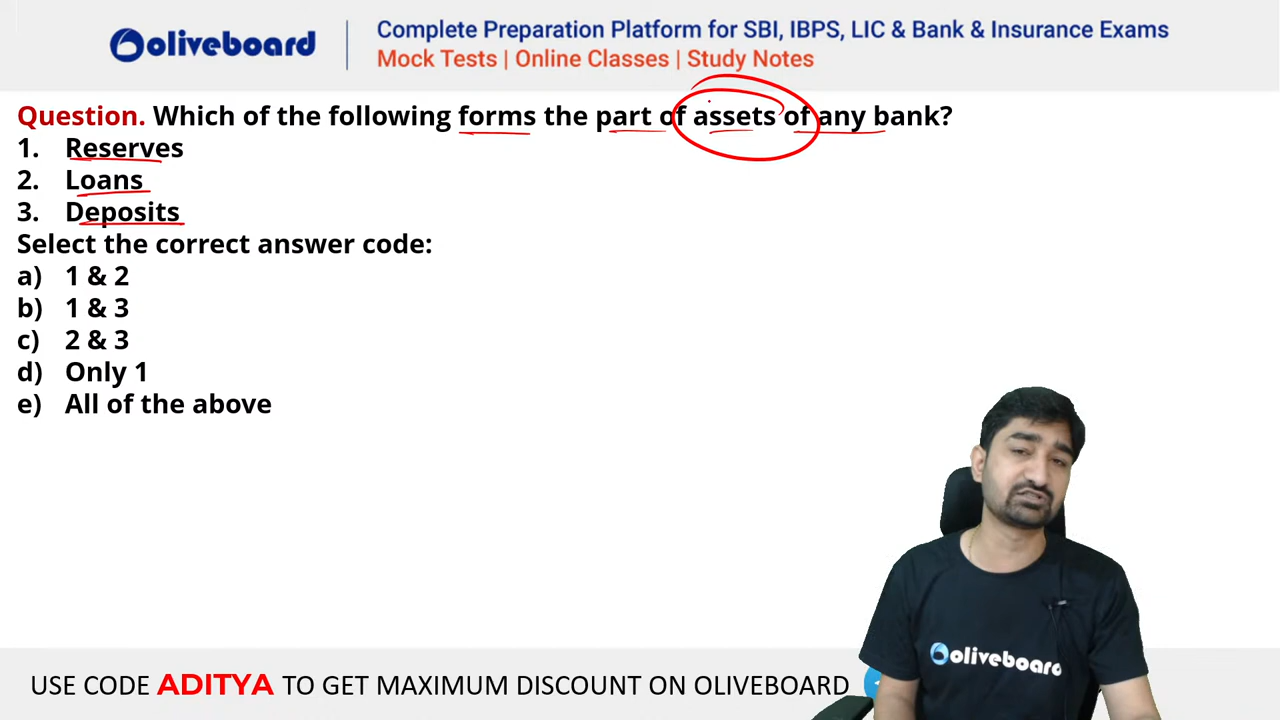 oliveboard
Complete Preparation Platform for SBI, IBPS, LIC & Bank & Insurance Exams
Mock Tests | Online Classes | Study Notes
Question. Which of the following forms the part of assets of any bank?
1. Reserves
2. Loans
3. Deposits
Select the correct answer code:
a) 1 & 2
b) 1 & 3
c) 2 & 3
d) Only 1
e) All of the above
oliveboard
USE CODE ADITYA TO GET MAXIMUM DISCOUNT ON OLIVEBOARD